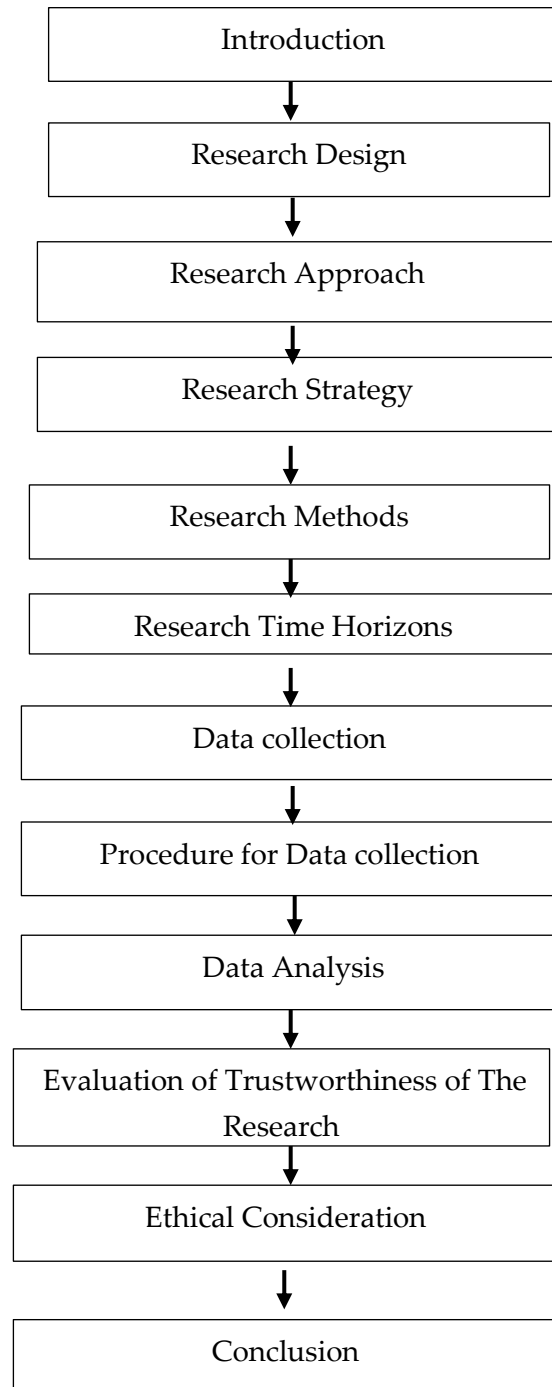 Introduction
Research Design
Research Approach
Research Strategy
Research Methods
Research Time Horizons
Data collection
Procedure for Data collection
Data Analysis
Evaluation of Trustworthiness of The
Research
Ethical Consideration
Conclusion